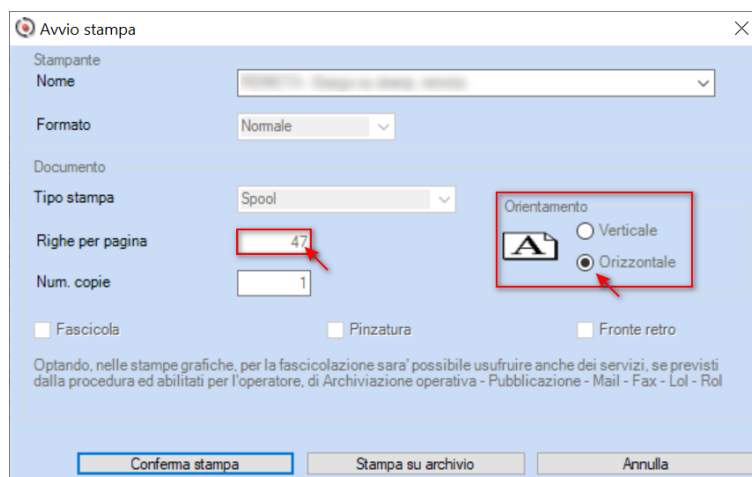 Avvio stampa
Stampante
Nome
Formato
Normale
Documento
Tipo stampa
Spool
Orientamento
A
Verticale
Righe per pagina
47
Orizzontale
Num. copie
1
Fascicola
Pinzatura
Fronte retro
Optando, nelle stampe grafiche, per la fascicolazione sara' possibile usufruire anche dei servizi, se previsti
dalla procedura ed abilitati per l'operatore, di Archiviazione operativa - Pubblicazione - Mail - Fax - Lol - Rol
Conferma stampa
Stampa su archivio
Annulla